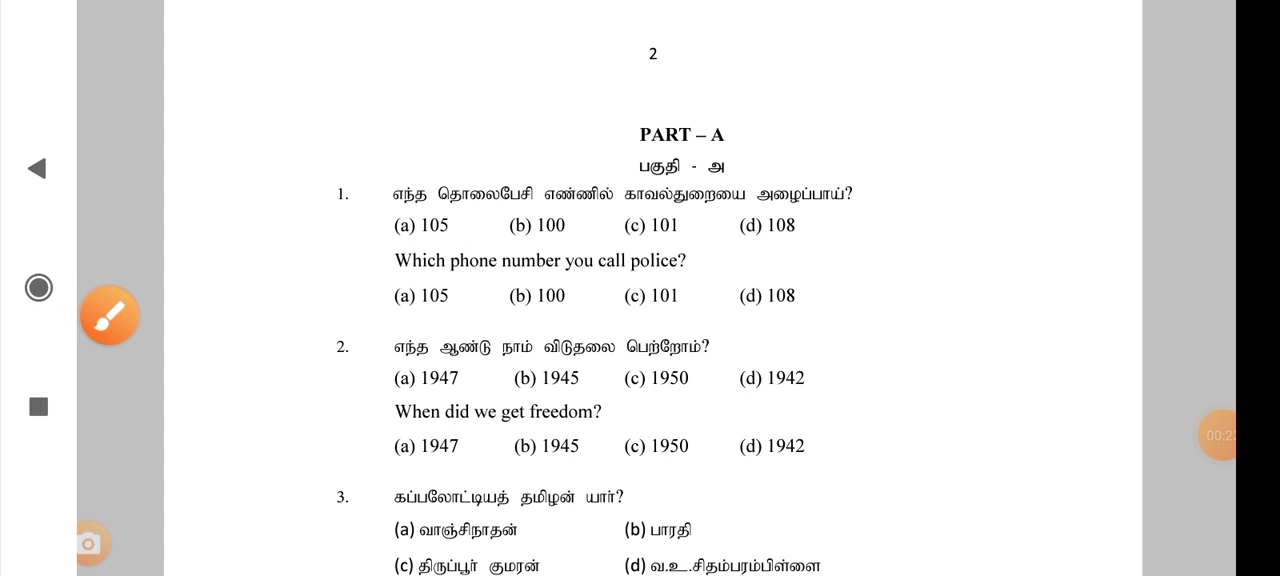 2
PART – A
பகுதி - அ
1. எந்த தொலைபேசி எண்ணில் காவல்துறையை அழைப்பாய்?
(a) 105 (b) 100 (c) 101 (d) 108
Which phone number you call police?
(a) 105 (b) 100 (c) 101 (d) 108
2. எந்த ஆண்டு நாம் விடுதலை பெற்றோம்?
(a) 1947 (b) 1945 (c) 1950 (d) 1942
When did we get freedom?
(a) 1947 (b) 1945 (c) 1950 (d) 1942
3. கப்பலோட்டியத் தமிழன் யார்?
(a) வாஞ்சிநாதன் (b) பாரதி
(c) திருப்பூர் குமரன் (d) வ.உ.சிதம்பரம்பிள்ளை